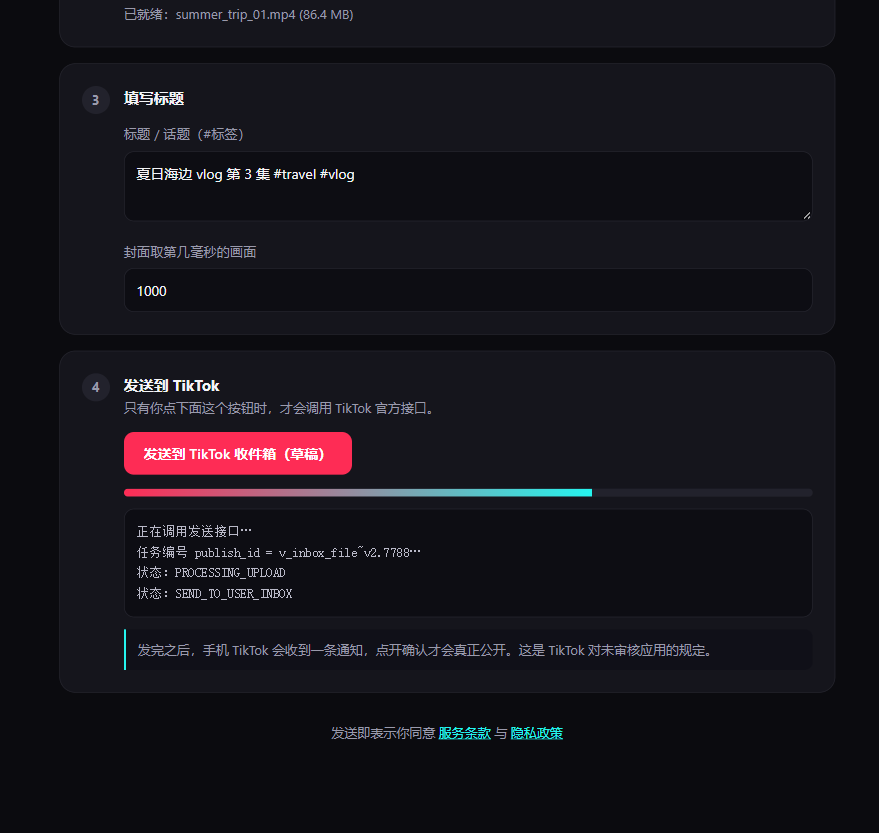 已就绪：summer_trip_01.mp4 (86.4 MB)
3
填写标题
标题 / 话题（#标签）
夏日海边 vlog 第 3 集 #travel #vlog
封面取第几毫秒的画面
1000
4
发送到 TikTok
只有你点下面这个按钮时，才会调用 TikTok 官方接口。
发送到 TikTok 收件箱（草稿）
正在调用发送接口…
任务编号 publish_id = v_inbox_file~v2.7788…
状态：PROCESSING_UPLOAD
状态：SEND_TO_USER_INBOX
发完之后，手机 TikTok 会收到一条通知，点开确认才会真正公开。这是 TikTok 对未审核应用的规定。
发送即表示你同意 服务条款 与 隐私政策